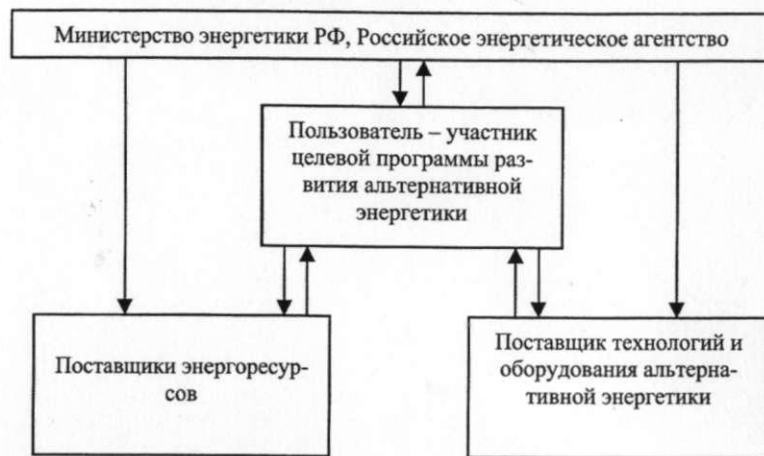 Министерство энергетики РФ, Российское энергетическое агентство
Пользователь – участник
целевой программы раз-
вития альтернативной
энергетики
Поставщики энергоресур-
сов
Поставщик технологий и
оборудования альтерна-
тивной энергетики